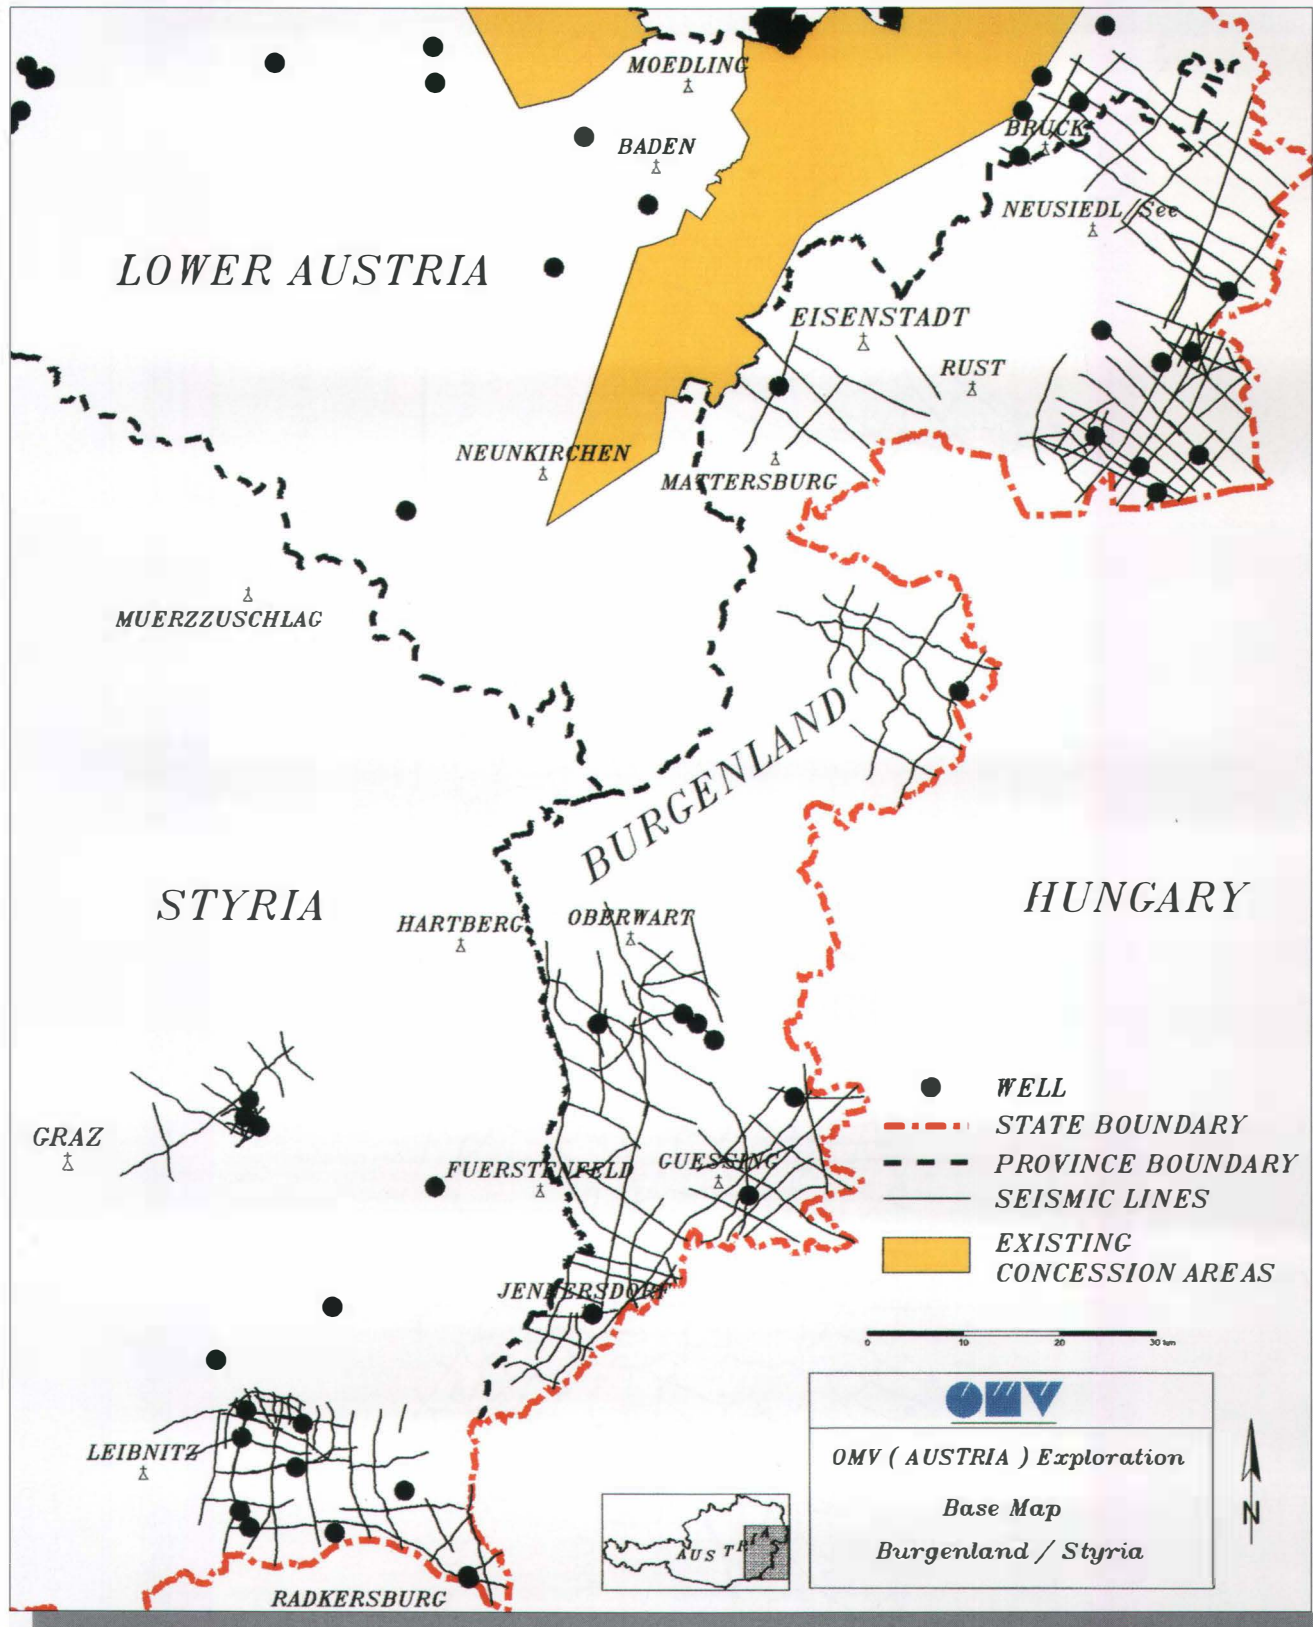 MOEDLING
BADEN
BRUCK
NEUSIEDL/See
LOWER AUSTRIA
EISENSTADT
RUST
NEUNKIRCHEN
MATTERSBURG
MUERZZUSCHLAG
BURGENLAND
STYRIA
HUNGARY
HARTBERG
OBERWART
WELL
STATE BOUNDARY
GRAZ
PROVINCE BOUNDARY
FUERSTENFELD
GUESSING
SEISMIC LINES
EXISTING
CONCESSION AREAS
JENNERSDORF
0 10 20 30 km
OMV
LEIBNITZ
OMV ( AUSTRIA ) Exploration
Base Map
Burgenland / Styria
AUSTRIA
N
RADKERSBURG